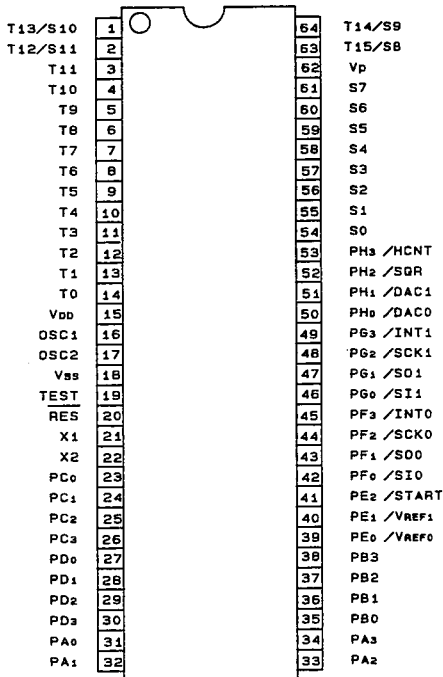 T13/S10 1 64 T14/S9
T12/S11 2 63 T15/S8
T11 3 62 Vp
T10 4 61 S7
T9 5 60 S6
T8 6 59 S5
T7 7 58 S4
T6 8 57 S3
T5 9 56 S2
T4 10 55 S1
T3 11 54 S0
T2 12 53 PH3 /HCNT
T1 13 52 PH2 /SQR
T0 14 51 PH1 /DAC1
VDD 15 50 PH0 /DAC0
OSC1 16 49 PG3 /INT1
OSC2 17 48 PG2 /SCK1
Vss 18 47 PG1 /SO1
TEST 19 46 PG0 /SI1
RES 20 45 PF3 /INT0
X1 21 44 PF2 /SCK0
X2 22 43 PF1 /SO0
PC0 23 42 PF0 /SI0
PC1 24 41 PE2 /START
PC2 25 40 PE1 /VREF1
PC3 26 39 PE0 /VREF0
PD0 27 38 PB3
PD1 28 37 PB2
PD2 29 36 PB1
PD3 30 35 PB0
PA0 31 34 PA3
PA1 32 33 PA2